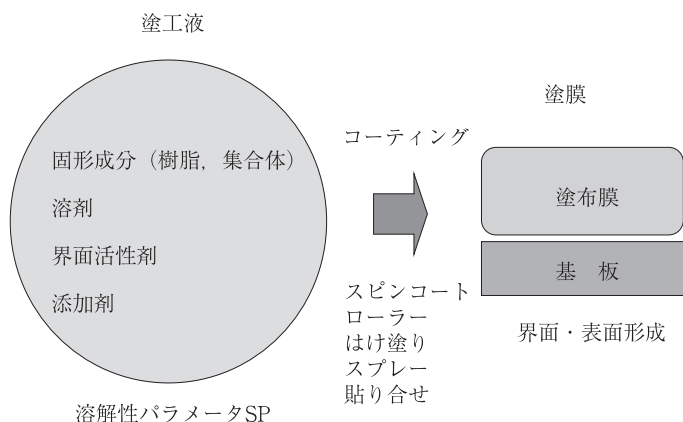 塗工液
固形成分（樹脂，集合体）
溶剤
界面活性剤
添加剤
溶解性パラメータSP
コーティング
スピンコート
ローラー
はけ塗り
スプレー
貼り合せ
塗膜
塗布膜
基　板
界面・表面形成